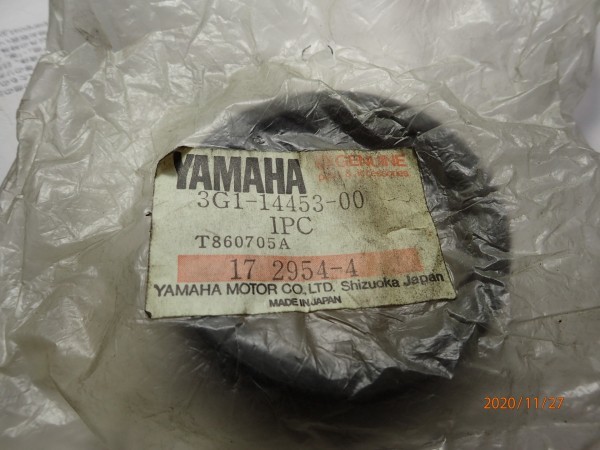 YAMAHA
GENUINE
3G1-14453-00
1PC
T860705A
17 2954-4
YAMAHA MOTOR CO., LTD. Shizuoka Japan
MADE IN JAPAN
2020/11/27